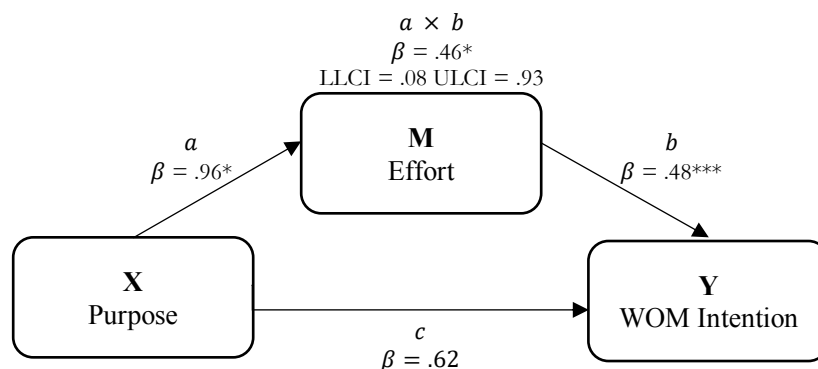 a × b
β = .46*
LLCI = .08 ULCI = .93
a
β = .96*
M
Effort
b
β = .48***
X
Purpose
Y
WOM Intention
c
β = .62